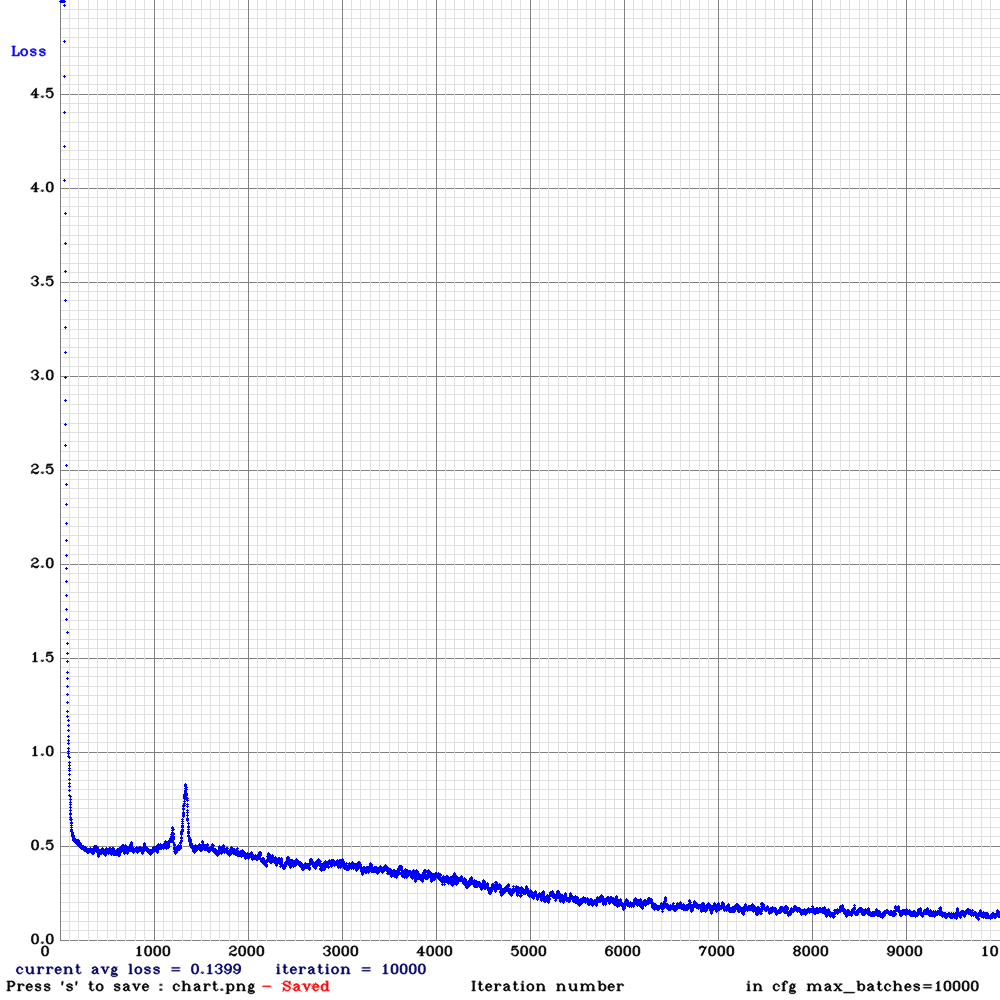 Loss
4.5
4.0
3.5
3.0
2.5
2.0
1.5
1.0
0.5
0.0
0 1000 2000 3000 4000 5000 6000 7000 8000 9000 10
current avg loss = 0.1399 iteration = 10000
Press 's' to save : chart.png - Saved Iteration number in cfg max_batches=10000